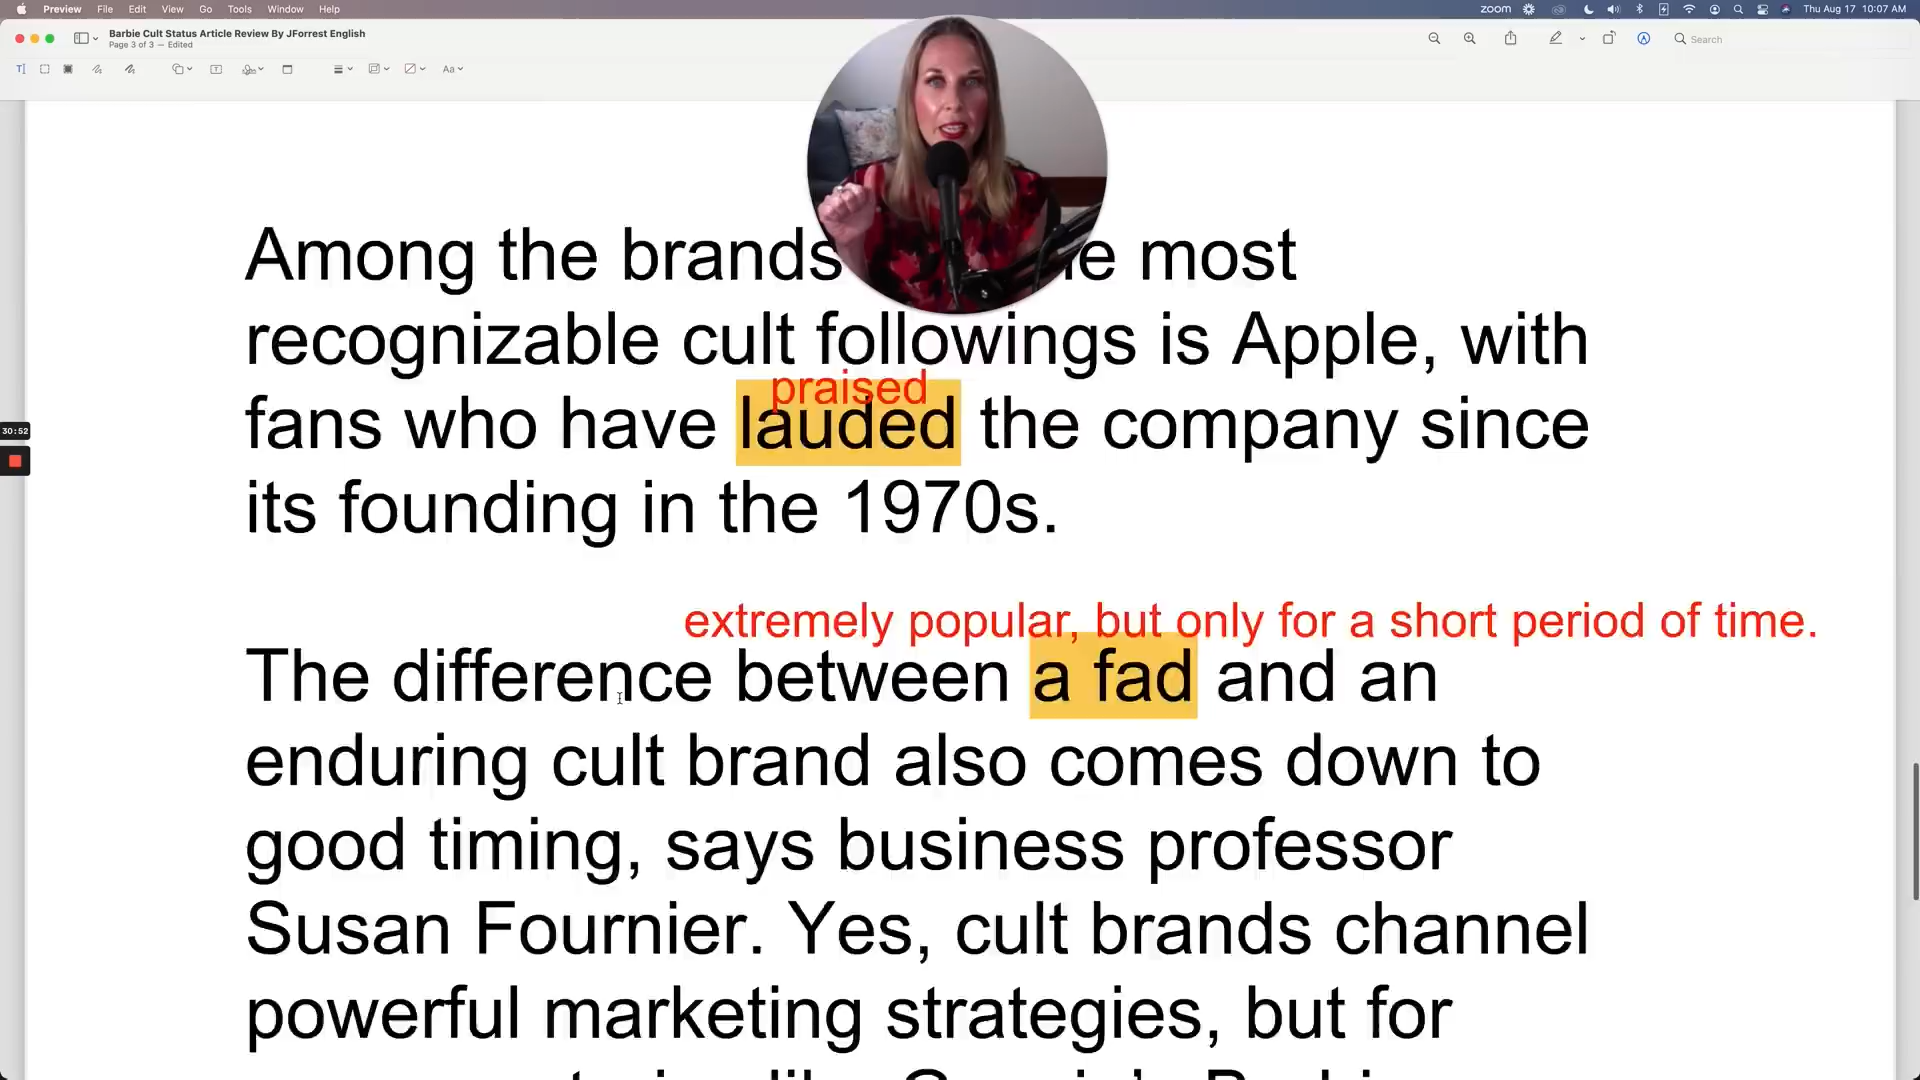 Preview File Edit View Go Tools Window Help
zoom Thu Aug 17 10:07 AM
Barbie Cult Status Article Review By JForrest English
Page 3 of 3 — Edited
Search
Aa
Among the brands most
recognizable cult followings is Apple, with
praised
fans who have lauded the company since
30:52
its founding in the 1970s.
extremely popular, but only for a short period of time.
The difference between a fad and an
enduring cult brand also comes down to
good timing, says business professor
Susan Fournier. Yes, cult brands channel
powerful marketing strategies, but for